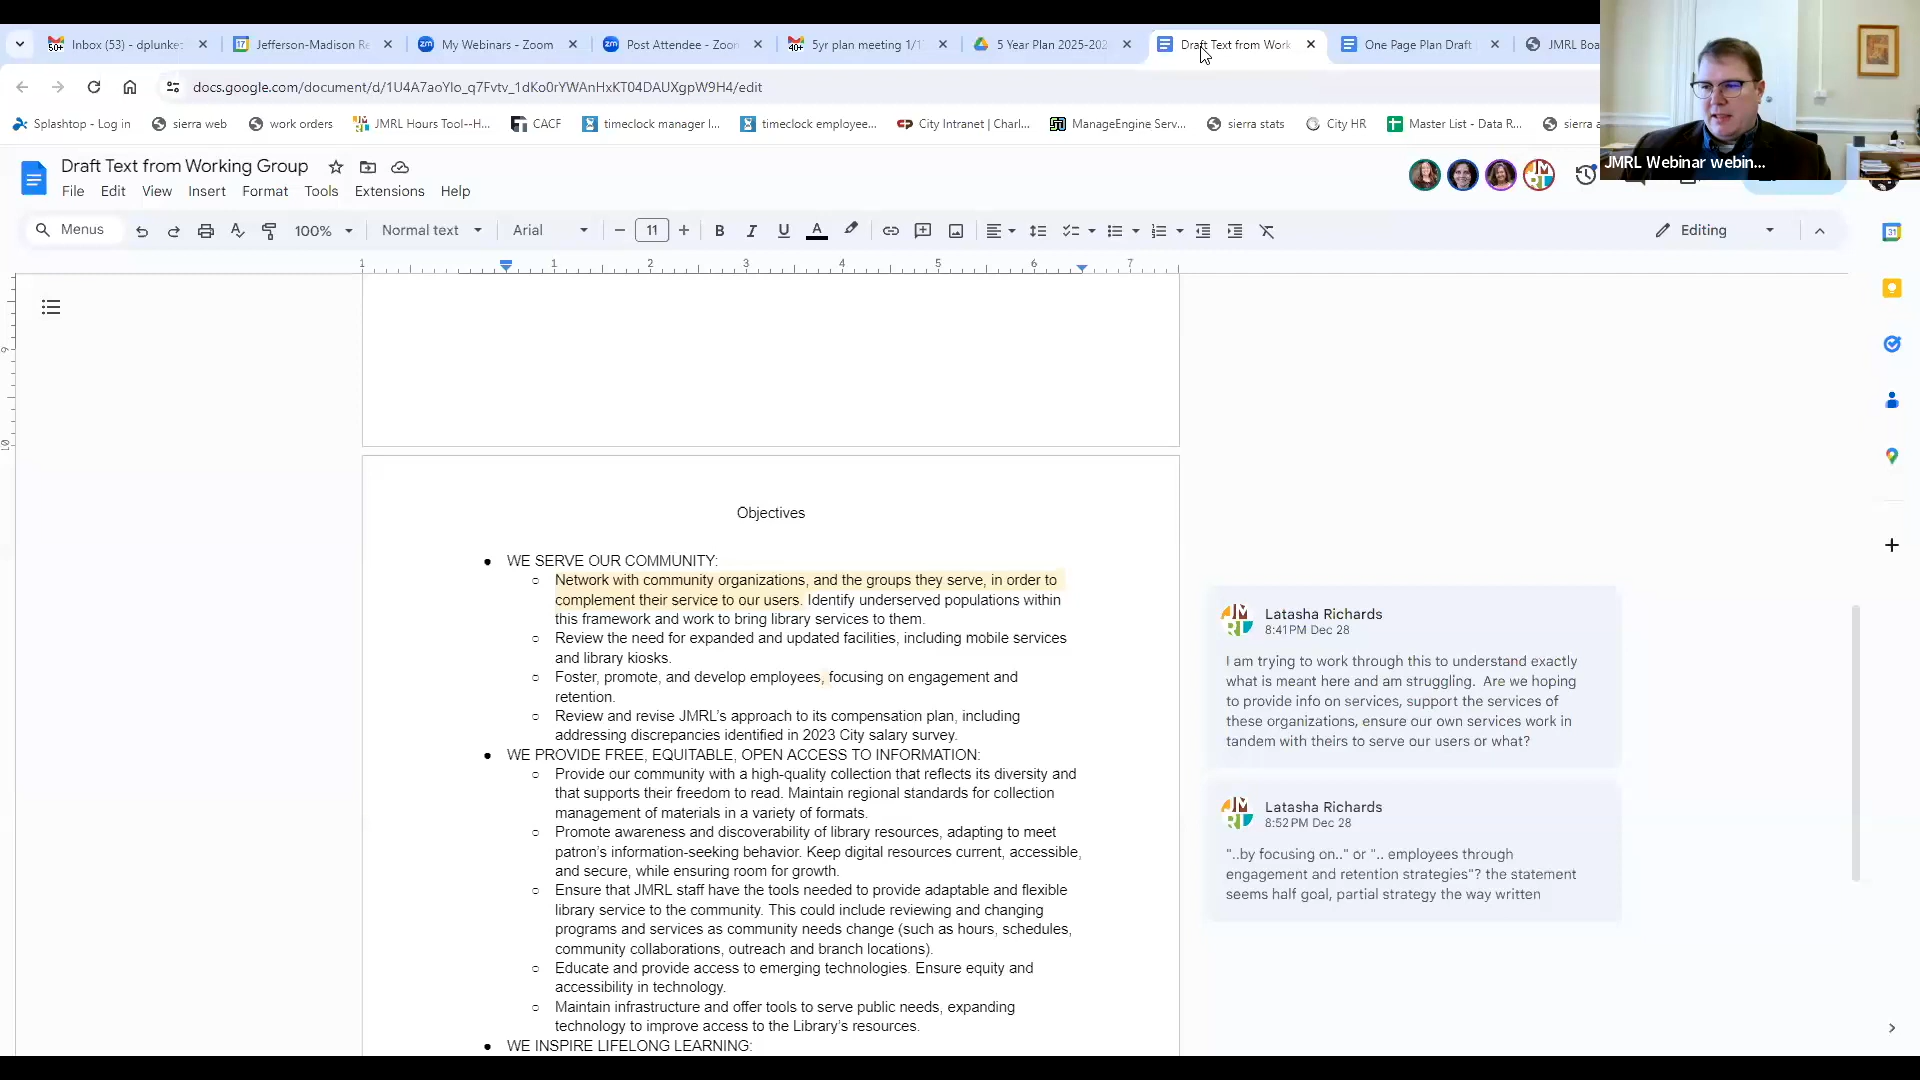 50+ Inbox (53) - dplunke
17 Jefferson-Madison Re
zm My Webinars - Zoom
zm Post Attendee - Zoom
40+ 5yr plan meeting 1/1
5 Year Plan 2025-202
Draft Text from Work
One Page Plan Draft
JMRL Boa
docs.google.com/document/d/1U4A7aoYlo_q7Fvtv_1dKo0rYWAnHxKT04DAUXgpW9H4/edit
Splashtop - Log in
sierra web
work orders
JMRL Hours Tool--H...
CACF
timeclock manager l...
timeclock employee...
City Intranet | Charl...
ManageEngine Serv...
sierra stats
City HR
Master List - Data R...
sierra a
JMRL Webinar webin...
Draft Text from Working Group
File Edit View Insert Format Tools Extensions Help
Menus 100% Normal text Arial 11 B I U A Editing
1 1 2 3 4 5 6 7
9
10
31
Objectives
● WE SERVE OUR COMMUNITY:
○ Network with community organizations, and the groups they serve, in order to
complement their service to our users. Identify underserved populations within
this framework and work to bring library services to them.
○ Review the need for expanded and updated facilities, including mobile services
and library kiosks.
○ Foster, promote, and develop employees, focusing on engagement and
retention.
○ Review and revise JMRL's approach to its compensation plan, including
addressing discrepancies identified in 2023 City salary survey.
● WE PROVIDE FREE, EQUITABLE, OPEN ACCESS TO INFORMATION:
○ Provide our community with a high-quality collection that reflects its diversity and
that supports their freedom to read. Maintain regional standards for collection
management of materials in a variety of formats.
○ Promote awareness and discoverability of library resources, adapting to meet
patron's information-seeking behavior. Keep digital resources current, accessible,
and secure, while ensuring room for growth.
○ Ensure that JMRL staff have the tools needed to provide adaptable and flexible
library service to the community. This could include reviewing and changing
programs and services as community needs change (such as hours, schedules,
community collaborations, outreach and branch locations).
○ Educate and provide access to emerging technologies. Ensure equity and
accessibility in technology.
○ Maintain infrastructure and offer tools to serve public needs, expanding
technology to improve access to the Library's resources.
● WE INSPIRE LIFELONG LEARNING:
Latasha Richards
8:41 PM Dec 28
I am trying to work through this to understand exactly
what is meant here and am struggling. Are we hoping
to provide info on services, support the services of
these organizations, ensure our own services work in
tandem with theirs to serve our users or what?
Latasha Richards
8:52 PM Dec 28
"..by focusing on.." or ".. employees through
engagement and retention strategies"? the statement
seems half goal, partial strategy the way written